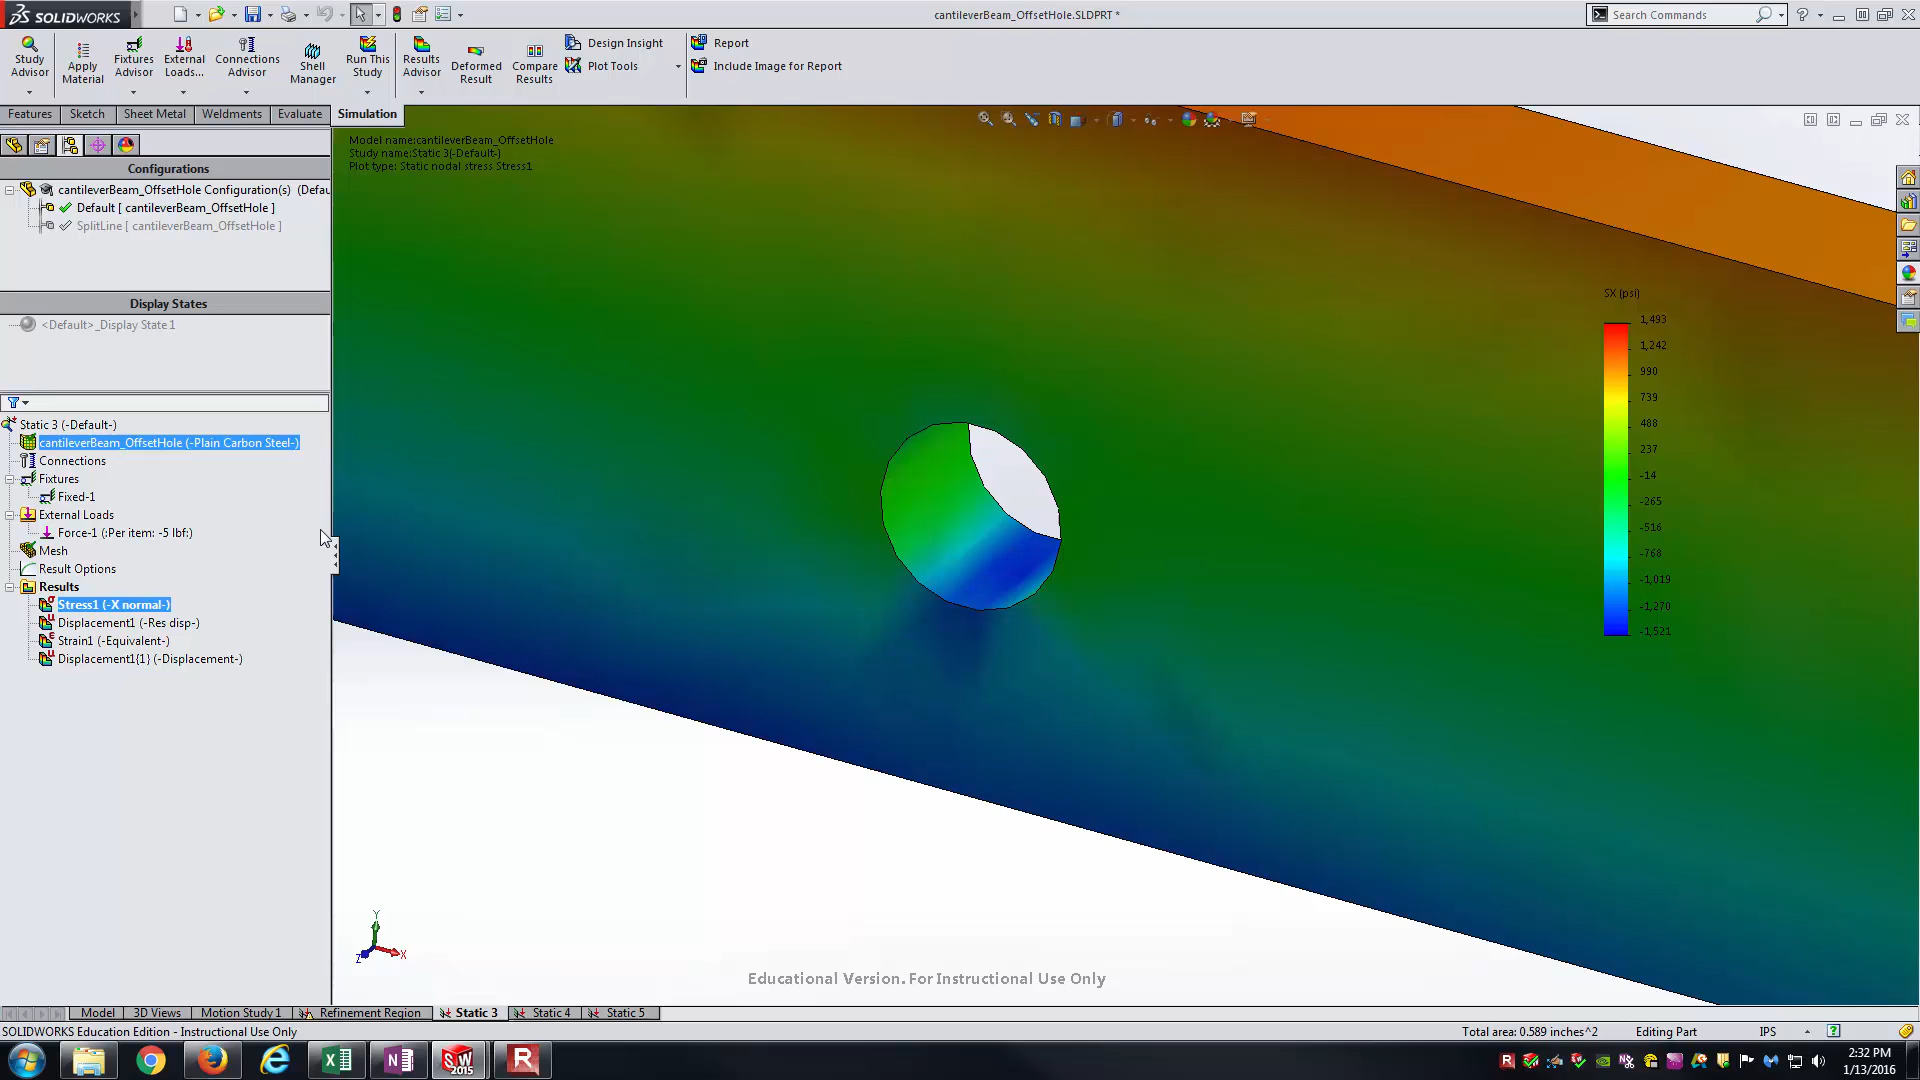 SOLIDWORKS
cantileverBeam_OffsetHole.SLDPRT *
Search Commands
Study Advisor
Apply Material
Fixtures Advisor
External Loads...
Connections Advisor
Shell Manager
Run This Study
Results Advisor
Deformed Result
Compare Results
Design Insight
Plot Tools
Report
Include Image for Report
Features
Sketch
Sheet Metal
Weldments
Evaluate
Simulation
Configurations
cantileverBeam_OffsetHole Configuration(s) (Defau
Default [ cantileverBeam_OffsetHole ]
SplitLine [ cantileverBeam_OffsetHole ]
Display States
<Default>_Display State 1
Static 3 (-Default-)
cantileverBeam_OffsetHole (-Plain Carbon Steel-)
Connections
Fixtures
Fixed-1
External Loads
Force-1 (:Per item: -5 lbf:)
Mesh
Result Options
Results
Stress1 (-X normal-)
Displacement1 (-Res disp-)
Strain1 (-Equivalent-)
Displacement1{1} (-Displacement-)
Model name:cantileverBeam_OffsetHole
Study name:Static 3(-Default-)
Plot type: Static nodal stress Stress1
SX (psi)
1,493
1,242
990
739
488
237
-14
-265
-516
-768
-1,019
-1,270
-1,521
Y
X
Z
Educational Version. For Instructional Use Only
Model
3D Views
Motion Study 1
Refinement Region
Static 3
Static 4
Static 5
SOLIDWORKS Education Edition - Instructional Use Only
Total area: 0.589 inches^2
Editing Part
IPS
2:32 PM
1/13/2016